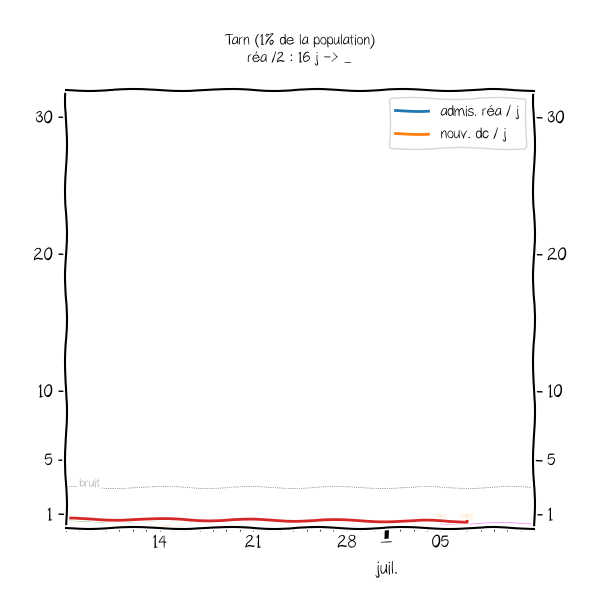 Tarn (1% de la population)
réa /2 : 16 j -> _
admis. réa / j
nouv. dc / j
30
30
20
20
10
10
5
5
bruit
1
1
14
21
28
05
juil.